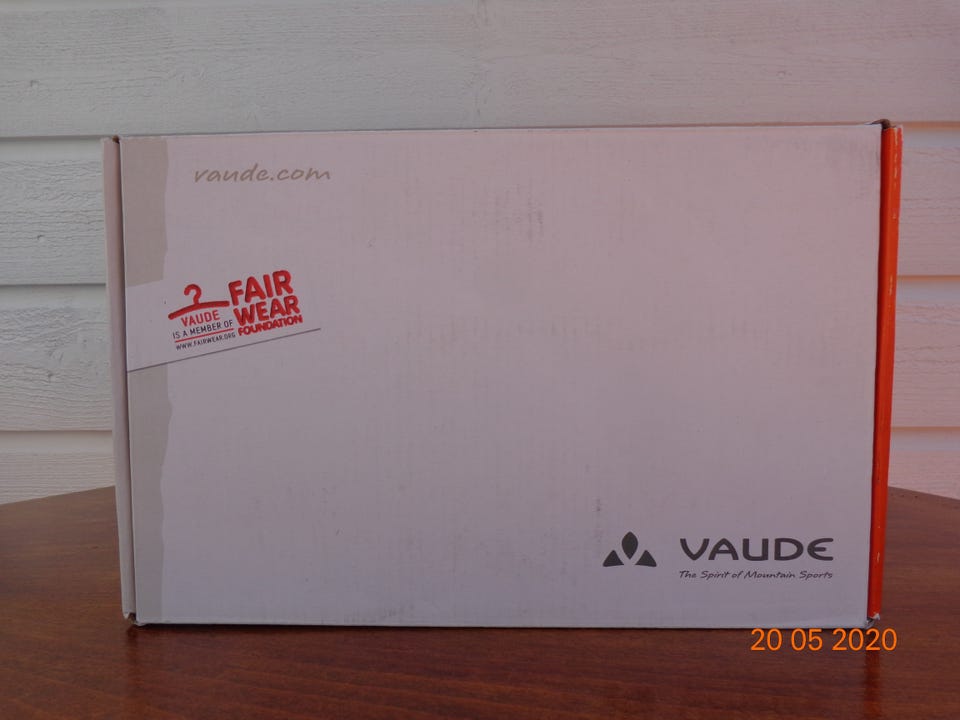 vaude.com
FAIR
WEAR
FOUNDATION
VAUDE
IS A MEMBER OF
WWW.FAIRWEAR.ORG
VAUDE
The Spirit of Mountain Sports
20 05 2020